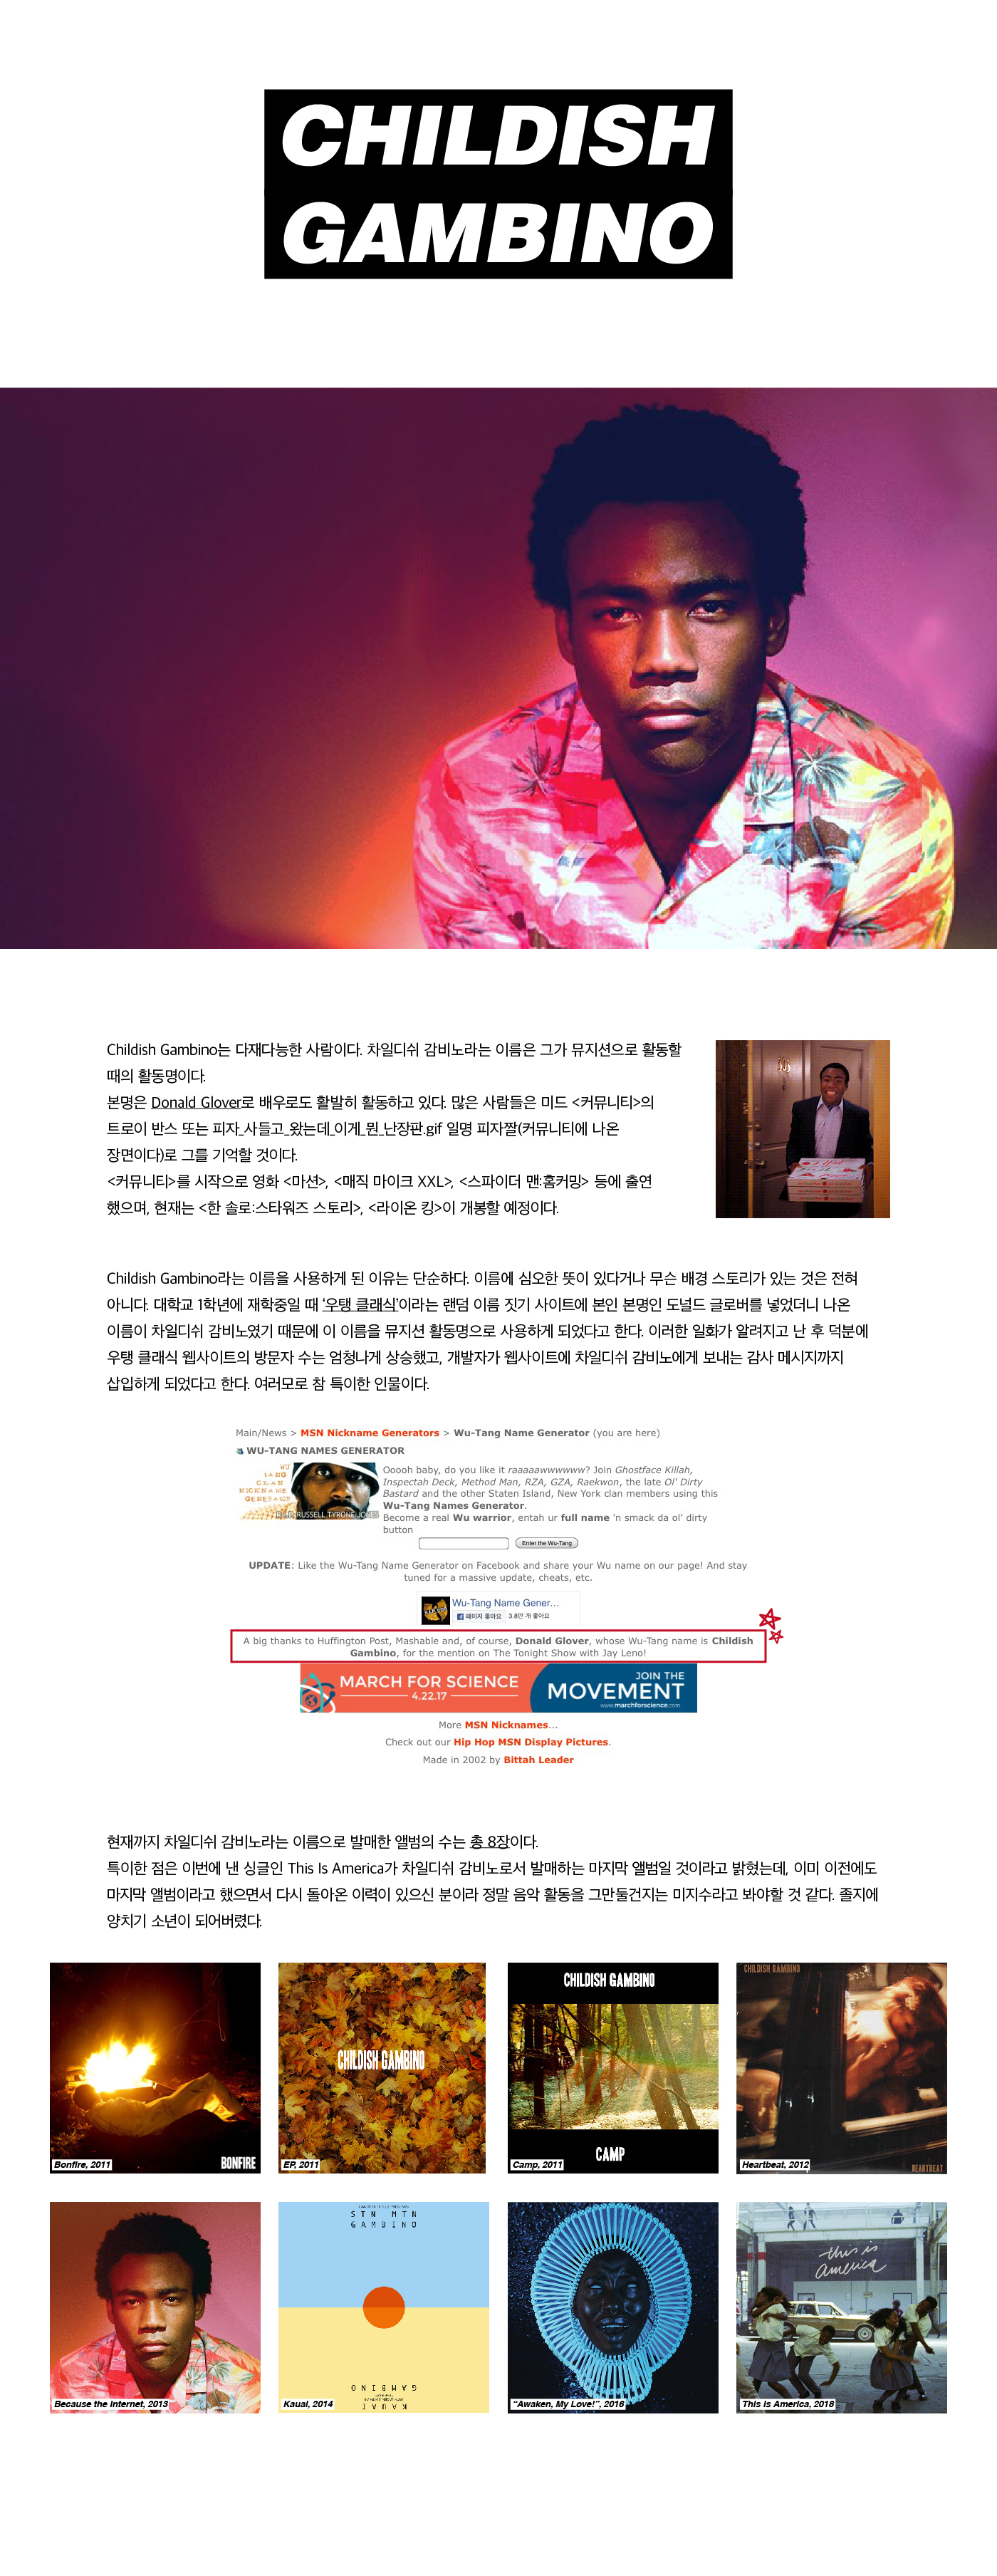 CHILDISH
GAMBINO
Childish Gambino는 다재다능한 사람이다. 차일디쉬 감비노라는 이름은 그가 뮤지션으로 활동할
때의 활동명이다.
본명은 Donald Glover로 배우로도 활발히 활동하고 있다. 많은 사람들은 미드 <커뮤니티>의
트로이 반스 또는 피자_사들고_왔는데_이게_뭔_난장판.gif 일명 피자짤(커뮤니티에 나온
장면이다)로 그를 기억할 것이다.
<커뮤니티>를 시작으로 영화 <마션>, <매직 마이크 XXL>, <스파이더 맨:홈커밍> 등에 출연
했으며, 현재는 <한 솔로:스타워즈 스토리>, <라이온 킹>이 개봉할 예정이다.
Childish Gambino라는 이름을 사용하게 된 이유는 단순하다. 이름에 심오한 뜻이 있다거나 무슨 배경 스토리가 있는 것은 전혀
아니다. 대학교 1학년에 재학중일 때 ‘우탱 클래식’이라는 랜덤 이름 짓기 사이트에 본인 본명인 도널드 글로버를 넣었더니 나온
이름이 차일디쉬 감비노였기 때문에 이 이름을 뮤지션 활동명으로 사용하게 되었다고 한다. 이러한 일화가 알려지고 난 후 덕분에
우탱 클래식 웹사이트의 방문자 수는 엄청나게 상승했고, 개발자가 웹사이트에 차일디쉬 감비노에게 보내는 감사 메시지까지
삽입하게 되었다고 한다. 여러모로 참 특이한 인물이다.
Main/News > MSN Nickname Generators > Wu-Tang Name Generator (you are here)
WU-TANG NAMES GENERATOR
WU
TANG
CLAN
NICKNAME
GENERATOR
R.I.P. RUSSELL TYRONE JONES
Ooooh baby, do you like it raaaaawwwwww? Join Ghostface Killah,
Inspectah Deck, Method Man, RZA, GZA, Raekwon, the late Ol' Dirty
Bastard and the other Staten Island, New York clan members using this
Wu-Tang Names Generator.
Become a real Wu warrior, entah ur full name 'n smack da ol' dirty
button
Enter the Wu-Tang
UPDATE: Like the Wu-Tang Name Generator on Facebook and share your Wu name on our page! And stay
tuned for a massive update, cheats, etc.
Wu-Tang Name Gener...
페이지 좋아요 3.8만 개 좋아요
A big thanks to Huffington Post, Mashable and, of course, Donald Glover, whose Wu-Tang name is Childish
Gambino, for the mention on The Tonight Show with Jay Leno!
MARCH FOR SCIENCE
4.22.17
JOIN THE
MOVEMENT
www.marchforscience.com
More MSN Nicknames...
Check out our Hip Hop MSN Display Pictures.
Made in 2002 by Bittah Leader
현재까지 차일디쉬 감비노라는 이름으로 발매한 앨범의 수는 총 8장이다.
특이한 점은 이번에 낸 싱글인 This Is America가 차일디쉬 감비노로서 발매하는 마지막 앨범일 것이라고 밝혔는데, 이미 이전에도
마지막 앨범이라고 했으면서 다시 돌아온 이력이 있으신 분이라 정말 음악 활동을 그만둘건지는 미지수라고 봐야할 것 같다. 졸지에
양치기 소년이 되어버렸다.
BONFIRE
Bonfire, 2011
CHILDISH GAMBINO
EP, 2011
CHILDISH GAMBINO
CAMP
Camp, 2011
CHILDISH GAMBINO
HEARTBEAT
Heartbeat, 2012
Because the Internet, 2013
STN MTN
GAMBINO
GAMBINO
KAUAI
Kauai, 2014
"Awaken, My Love!", 2016
this is
america
This Is America, 2018